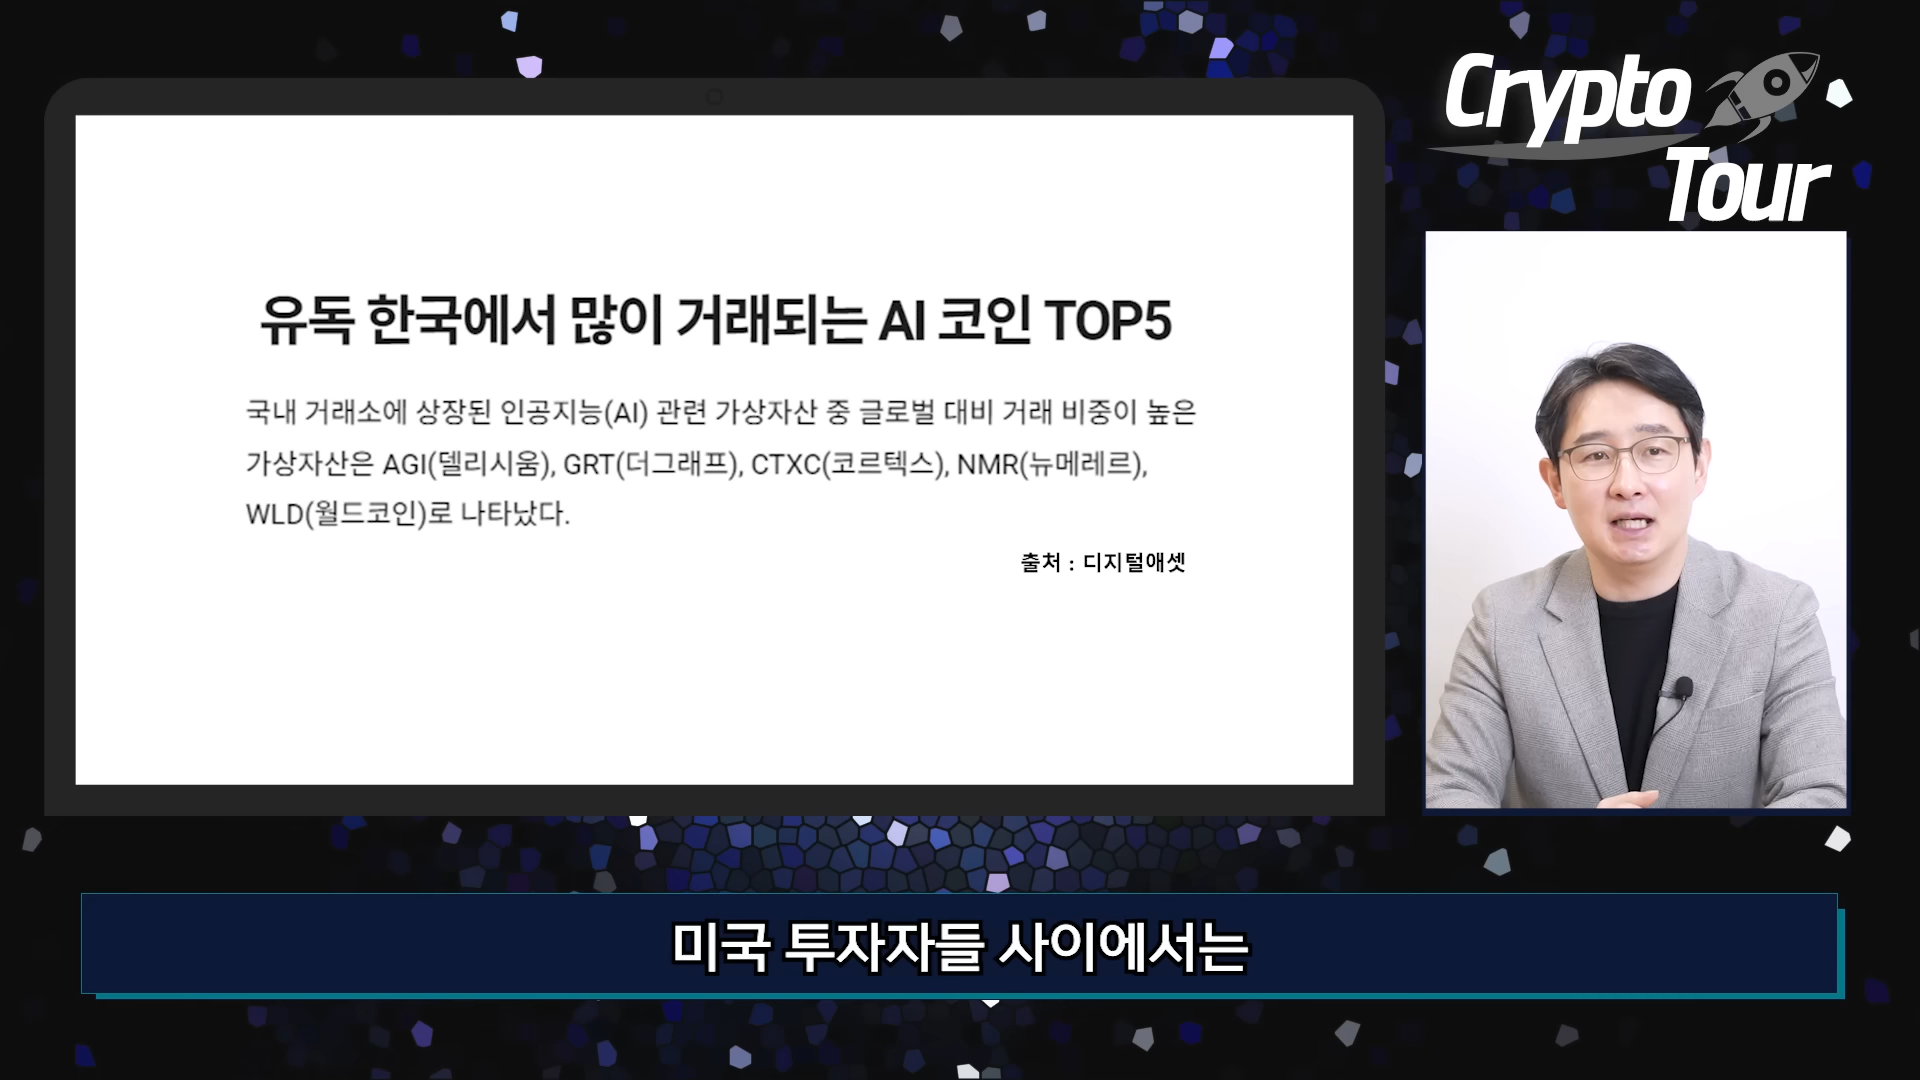 Crypto
Tour
유독 한국에서 많이 거래되는 AI 코인 TOP5
국내 거래소에 상장된 인공지능(AI) 관련 가상자산 중 글로벌 대비 거래 비중이 높은
가상자산은 AGI(델리시움), GRT(더그래프), CTXC(코르텍스), NMR(뉴메레르),
WLD(월드코인)로 나타났다.
출처 : 디지털애셋
미국 투자자들 사이에서는